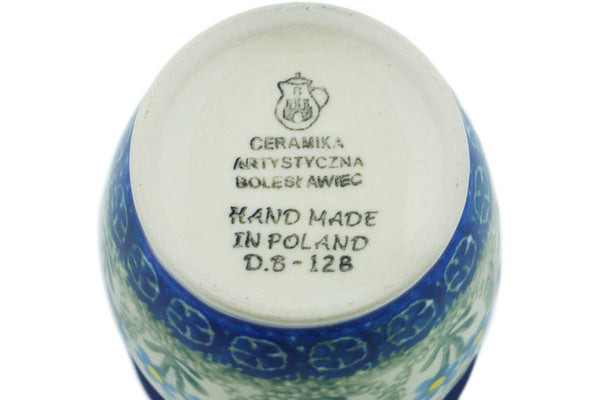 CERAMIKA
ARTYSTYCZNA
BOLESŁAWIEC
HAND MADE
IN POLAND
D.B-128